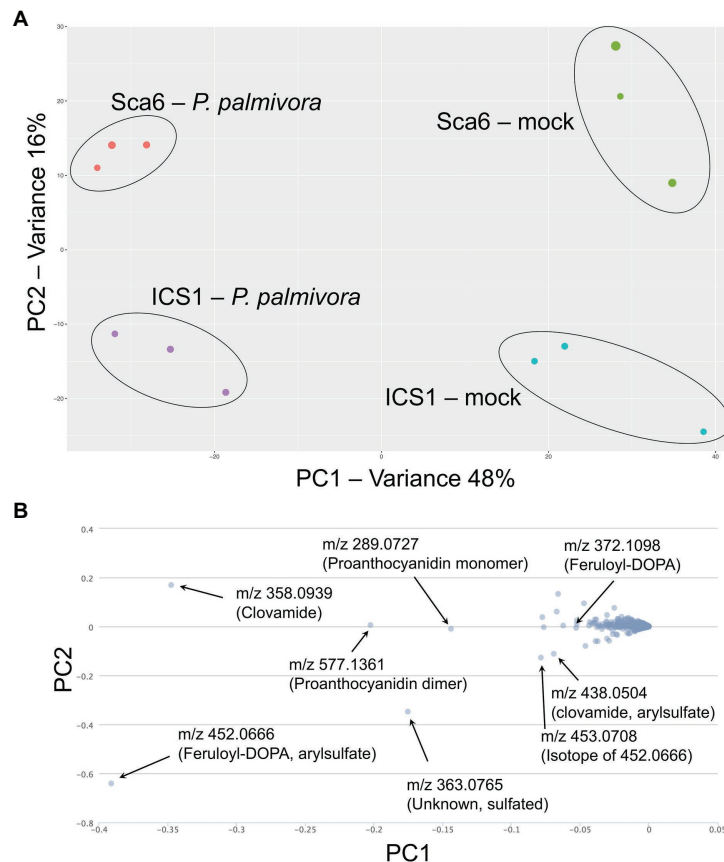 A
30
Sca6 – P. palmivora
Sca6 – mock
20
10
0
ICS1 – P. palmivora
-10
ICS1 – mock
-20
-20
0
20
40
PC2 – Variance 16%
PC1 – Variance 48%
B
0.4
m/z 289.0727
(Proanthocyanidin monomer)
m/z 372.1098
(Feruloyl-DOPA)
0.2
m/z 358.0939
(Clovamide)
0
m/z 577.1361
(Proanthocyanidin dimer)
−0.2
m/z 438.0504
(clovamide, arylsulfate)
m/z 452.0666
(Feruloyl-DOPA, arylsulfate)
m/z 453.0708
(Isotope of 452.0666)
−0.4
m/z 363.0765
(Unknown, sulfated)
−0.6
−0.8
−0.4
−0.35
−0.3
−0.25
−0.2
−0.15
−0.1
−0.05
0
0.05
PC2
PC1